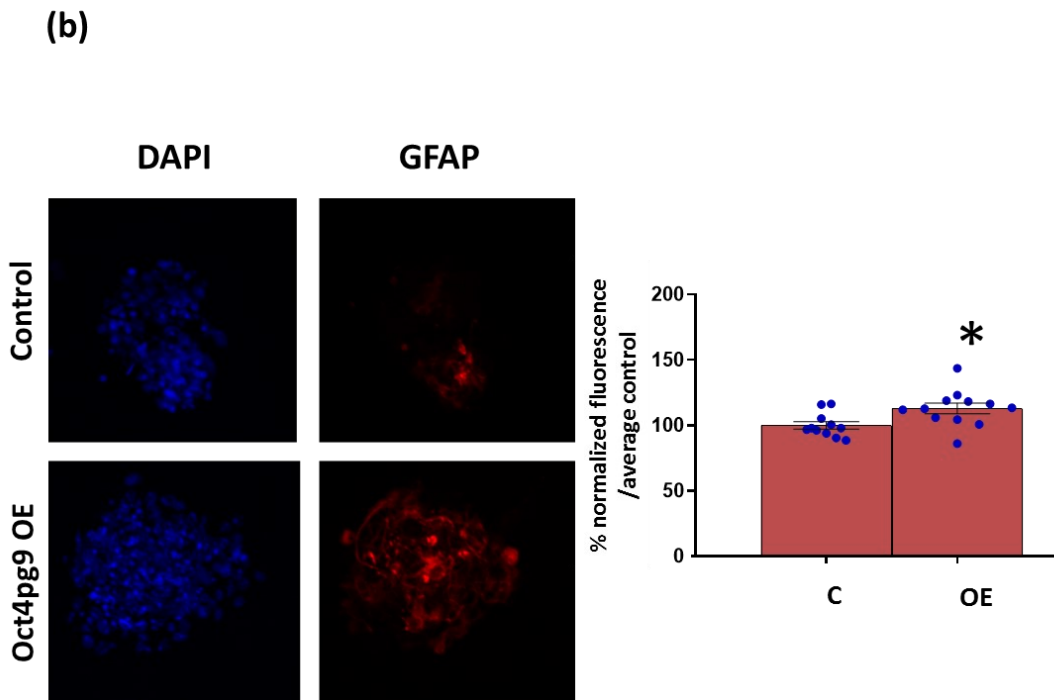 (b)
DAPI
GFAP
Control
Oct4pg9 OE
% normalized fluorescence
/average control
200
150
100
50
0
*
C
OE